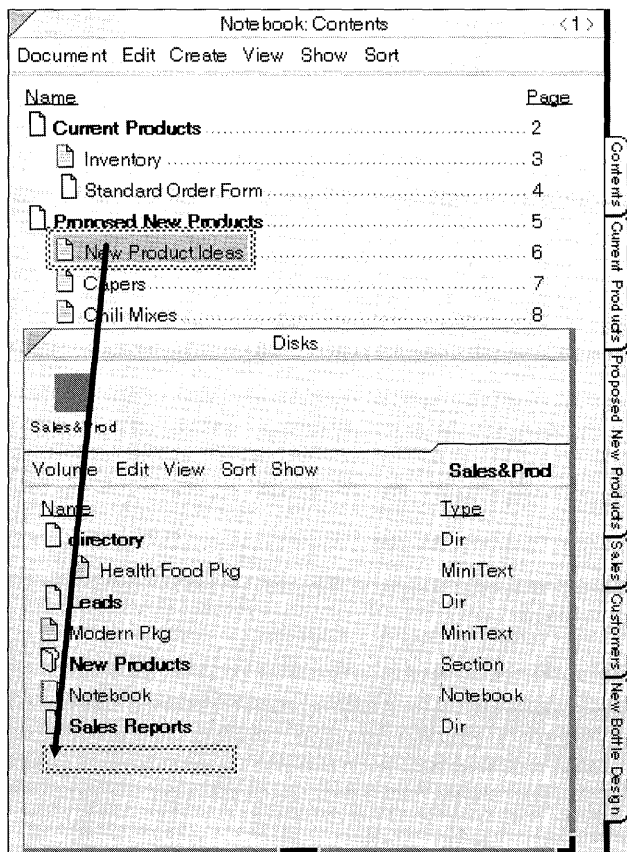 Notebook: Contents <1>
Document Edit Create View Show Sort
Name Page
Current Products 2
Inventory 3
Standard Order Form 4
Proposed New Products 5
New Product Ideas 6
Capers 7
Chili Mixes 8
Disks
Sales&Prod
Volume Edit View Sort Show Sales&Prod
Name Type
directory Dir
Health Food Pkg MiniText
Leads Dir
Modern Pkg MiniText
New Products Section
Notebook Notebook
Sales Reports Dir
Contents
Current Products
Proposed New Products
Sales
Customers
New Bottle Design